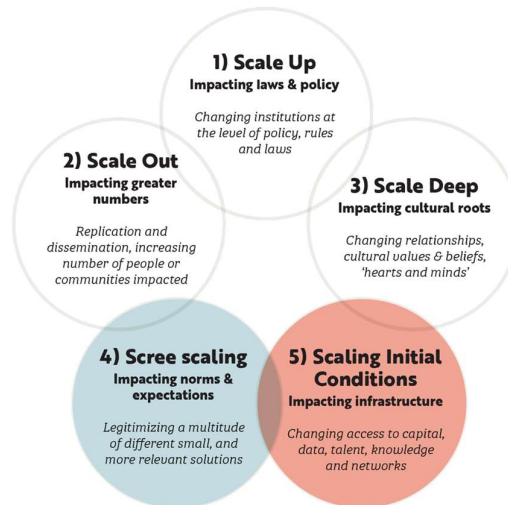 1) Scale Up
Impacting laws & policy
Changing institutions at
the level of policy, rules
and laws
2) Scale Out
Impacting greater
numbers
Replication and
dissemination, increasing
number of people or
communities impacted
3) Scale Deep
Impacting cultural roots
Changing relationships,
cultural values & beliefs,
‘hearts and minds’
4) Scree scaling
Impacting norms &
expectations
Legitimizing a multitude
of different small, and
more relevant solutions
5) Scaling Initial
Conditions
Impacting infrastructure
Changing access to capital,
data, talent, knowledge
and networks